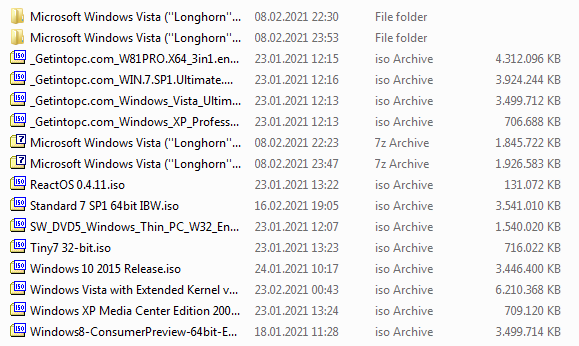 Microsoft Windows Vista ("Longhorn"... 08.02.2021 22:30 File folder
Microsoft Windows Vista ("Longhorn"... 08.02.2021 23:53 File folder
_Getintopc.com_W81PRO.X64_3in1.en... 23.01.2021 12:15 iso Archive 4.312.096 KB
_Getintopc.com_WIN.7.SP1.Ultimate.... 23.01.2021 12:16 iso Archive 3.924.244 KB
_Getintopc.com_Windows_Vista_Ultim... 23.01.2021 12:13 iso Archive 3.499.712 KB
_Getintopc.com_Windows_XP_Profess... 23.01.2021 12:13 iso Archive 706.688 KB
Microsoft Windows Vista ("Longhorn"... 08.02.2021 22:23 7z Archive 1.845.722 KB
Microsoft Windows Vista ("Longhorn"... 08.02.2021 23:47 7z Archive 1.926.583 KB
ReactOS 0.4.11.iso 23.01.2021 13:22 iso Archive 131.072 KB
Standard 7 SP1 64bit IBW.iso 16.02.2021 19:05 iso Archive 3.541.010 KB
SW_DVD5_Windows_Thin_PC_W32_En... 23.01.2021 12:07 iso Archive 1.540.020 KB
Tiny7 32-bit.iso 23.01.2021 13:23 iso Archive 716.022 KB
Windows 10 2015 Release.iso 24.01.2021 10:17 iso Archive 3.446.400 KB
Windows Vista with Extended Kernel v... 23.02.2021 00:43 iso Archive 6.210.368 KB
Windows XP Media Center Edition 200... 23.01.2021 13:24 iso Archive 709.120 KB
Windows8-ConsumerPreview-64bit-E... 18.01.2021 11:28 iso Archive 3.499.714 KB